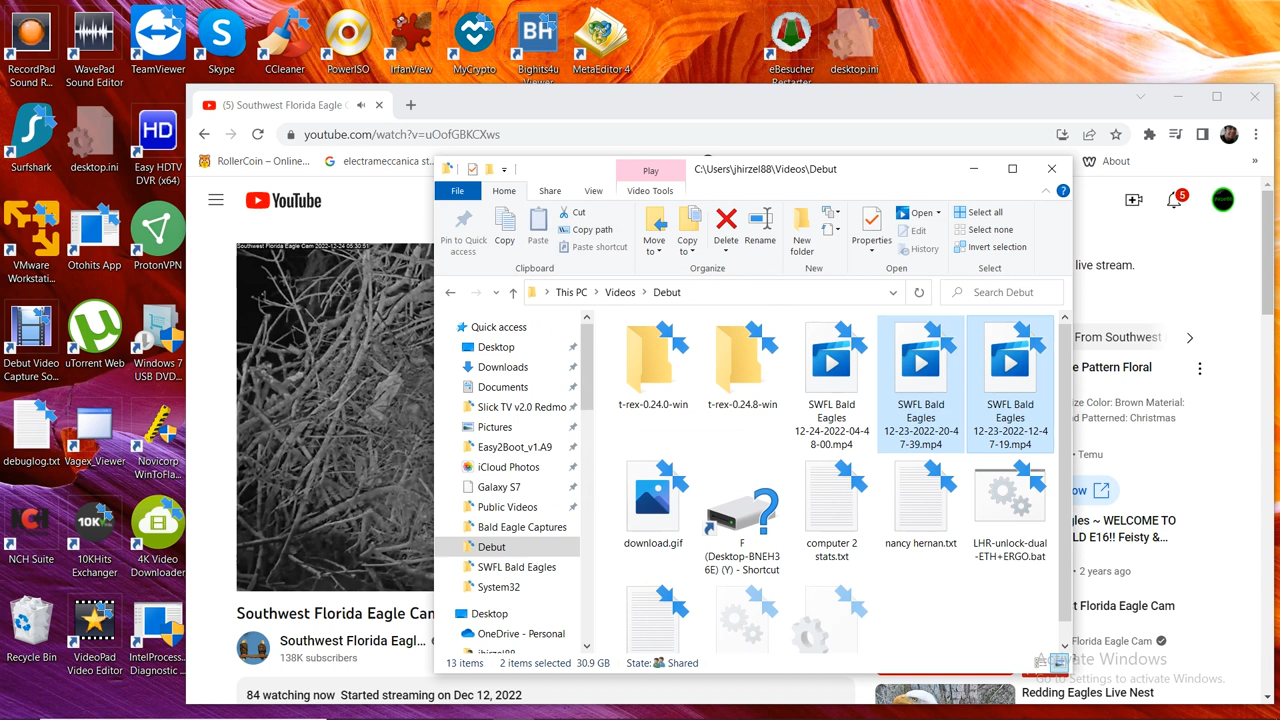 RecordPad
Sound R...
WavePad
Sound Editor
TeamViewer
Skype
CCleaner
PowerISO
IrfanView
MyCrypto
Bighits4u
Viewer
MetaEditor 4
eBesucher
Restarter
desktop.ini
Surfshark
desktop.ini
Easy HDTV
DVR (x64)
VMware
Workstati...
Otohits App
ProtonVPN
Debut Video
Capture So...
uTorrent Web
Windows 7
USB DVD...
debuglog.txt
Vagex_Viewer
Novicorp
WinToFla...
NCH Suite
10KHits
Exchanger
4K Video
Downloader
Recycle Bin
VideoPad
Video Editor
IntelProcess...
Diagnostic ...
(5) Southwest Florida Eagle C
youtube.com/watch?v=uOofGBKCXws
RollerCoin – Online...
electrameccanica st...
About
YouTube
5
Southwest Florida Eagle Cam 2022-12-24 05:30:51
Southwest Florida Eagle Cam
Southwest Florida Eagl...
138K subscribers
84 watching now Started streaming on Dec 12, 2022
live stream.
From Southwest
e Pattern Floral
ize Color: Brown Material:
nd Patterned: Christmas
Temu
ow
gles ~ WELCOME TO
LD E16!! Feisty &...
2 years ago
t Florida Eagle Cam
Florida Eagle Cam
Redding Eagles Live Nest
Activate Windows
Go to Settings to activate Windows.
Play
C:\Users\jhirzel88\Videos\Debut
File
Home
Share
View
Video Tools
Pin to Quick
access
Copy
Paste
Cut
Copy path
Paste shortcut
Clipboard
Move
to
Copy
to
Delete
Rename
Organize
New
folder
New
Properties
Open
Edit
History
Open
Select all
Select none
Invert selection
Select
This PC
Videos
Debut
Search Debut
Quick access
Desktop
Downloads
Documents
Slick TV v2.0 Redmo
Pictures
Easy2Boot_v1.A9
iCloud Photos
Galaxy S7
Public Videos
Bald Eagle Captures
Debut
SWFL Bald Eagles
System32
Desktop
OneDrive - Personal
jhirzel88
t-rex-0.24.0-win
t-rex-0.24.8-win
SWFL Bald
Eagles
12-24-2022-04-4
8-00.mp4
SWFL Bald
Eagles
12-23-2022-20-4
7-39.mp4
SWFL Bald
Eagles
12-23-2022-12-4
7-19.mp4
download.gif
F
(Desktop-BNEH3
6E) (Y) - Shortcut
computer 2
stats.txt
nancy hernan.txt
LHR-unlock-dual
-ETH+ERGO.bat
13 items
2 items selected 30.9 GB
State: Shared